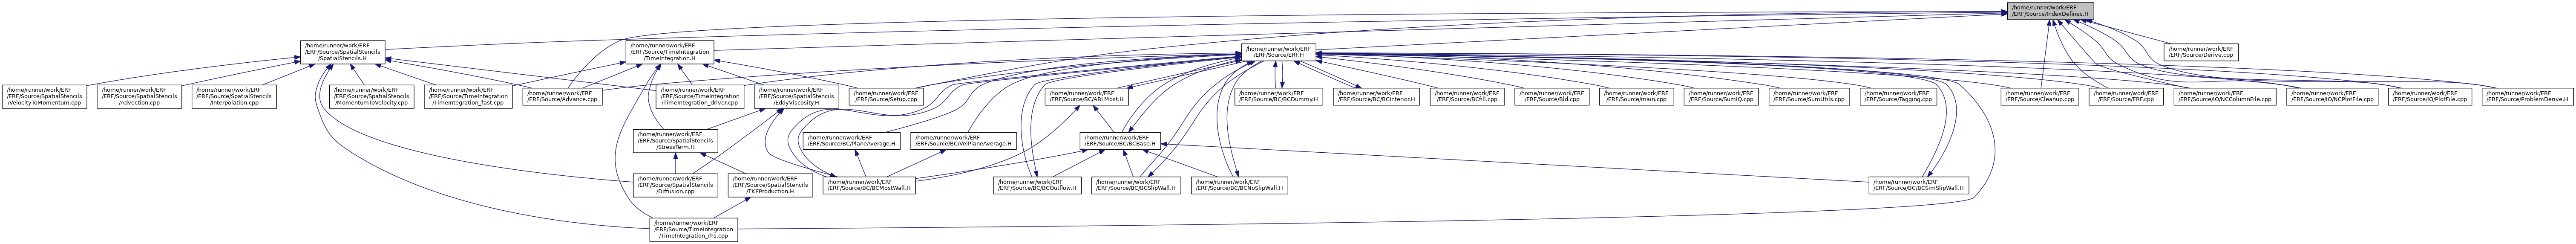 /home/runner/work/ERF
/ERF/Source/IndexDefines.H
/home/runner/work/ERF
/ERF/Source/SpatialStencils
/SpatialStencils.H
/home/runner/work/ERF
/ERF/Source/TimeIntegration
/TimeIntegration.H
/home/runner/work/ERF
/ERF/Source/ERF.H
/home/runner/work/ERF
/ERF/Source/Derive.cpp
/home/runner/work/ERF
/ERF/Source/SpatialStencils
/VelocityToMomentum.cpp
/home/runner/work/ERF
/ERF/Source/SpatialStencils
/Advection.cpp
/home/runner/work/ERF
/ERF/Source/SpatialStencils
/Interpolation.cpp
/home/runner/work/ERF
/ERF/Source/SpatialStencils
/MomentumToVelocity.cpp
/home/runner/work/ERF
/ERF/Source/TimeIntegration
/TimeIntegration_fast.cpp
/home/runner/work/ERF
/ERF/Source/Advance.cpp
/home/runner/work/ERF
/ERF/Source/TimeIntegration
/TimeIntegration_driver.cpp
/home/runner/work/ERF
/ERF/Source/SpatialStencils
/EddyViscosity.H
/home/runner/work/ERF
/ERF/Source/Setup.cpp
/home/runner/work/ERF
/ERF/Source/BC/ABLMost.H
/home/runner/work/ERF
/ERF/Source/BC/BCDummy.H
/home/runner/work/ERF
/ERF/Source/BC/BCInterior.H
/home/runner/work/ERF
/ERF/Source/BCfill.cpp
/home/runner/work/ERF
/ERF/Source/Bld.cpp
/home/runner/work/ERF
/ERF/Source/main.cpp
/home/runner/work/ERF
/ERF/Source/SumIQ.cpp
/home/runner/work/ERF
/ERF/Source/SumUtils.cpp
/home/runner/work/ERF
/ERF/Source/Tagging.cpp
/home/runner/work/ERF
/ERF/Source/Cleanup.cpp
/home/runner/work/ERF
/ERF/Source/ERF.cpp
/home/runner/work/ERF
/ERF/Source/IO/NCColumnFile.cpp
/home/runner/work/ERF
/ERF/Source/IO/NCPlotFile.cpp
/home/runner/work/ERF
/ERF/Source/IO/PlotFile.cpp
/home/runner/work/ERF
/ERF/Source/ProblemDerive.H
/home/runner/work/ERF
/ERF/Source/SpatialStencils
/StressTerm.H
/home/runner/work/ERF
/ERF/Source/BC/PlaneAverage.H
/home/runner/work/ERF
/ERF/Source/BC/VelPlaneAverage.H
/home/runner/work/ERF
/ERF/Source/BC/BCBase.H
/home/runner/work/ERF
/ERF/Source/SpatialStencils
/Diffusion.cpp
/home/runner/work/ERF
/ERF/Source/SpatialStencils
/TKEProduction.H
/home/runner/work/ERF
/ERF/Source/BC/BCMostWall.H
/home/runner/work/ERF
/ERF/Source/BC/BCOutflow.H
/home/runner/work/ERF
/ERF/Source/BC/BCSlipWall.H
/home/runner/work/ERF
/ERF/Source/BC/BCNoSlipWall.H
/home/runner/work/ERF
/ERF/Source/BC/BCSimSlipWall.H
/home/runner/work/ERF
/ERF/Source/TimeIntegration
/TimeIntegration_rhs.cpp